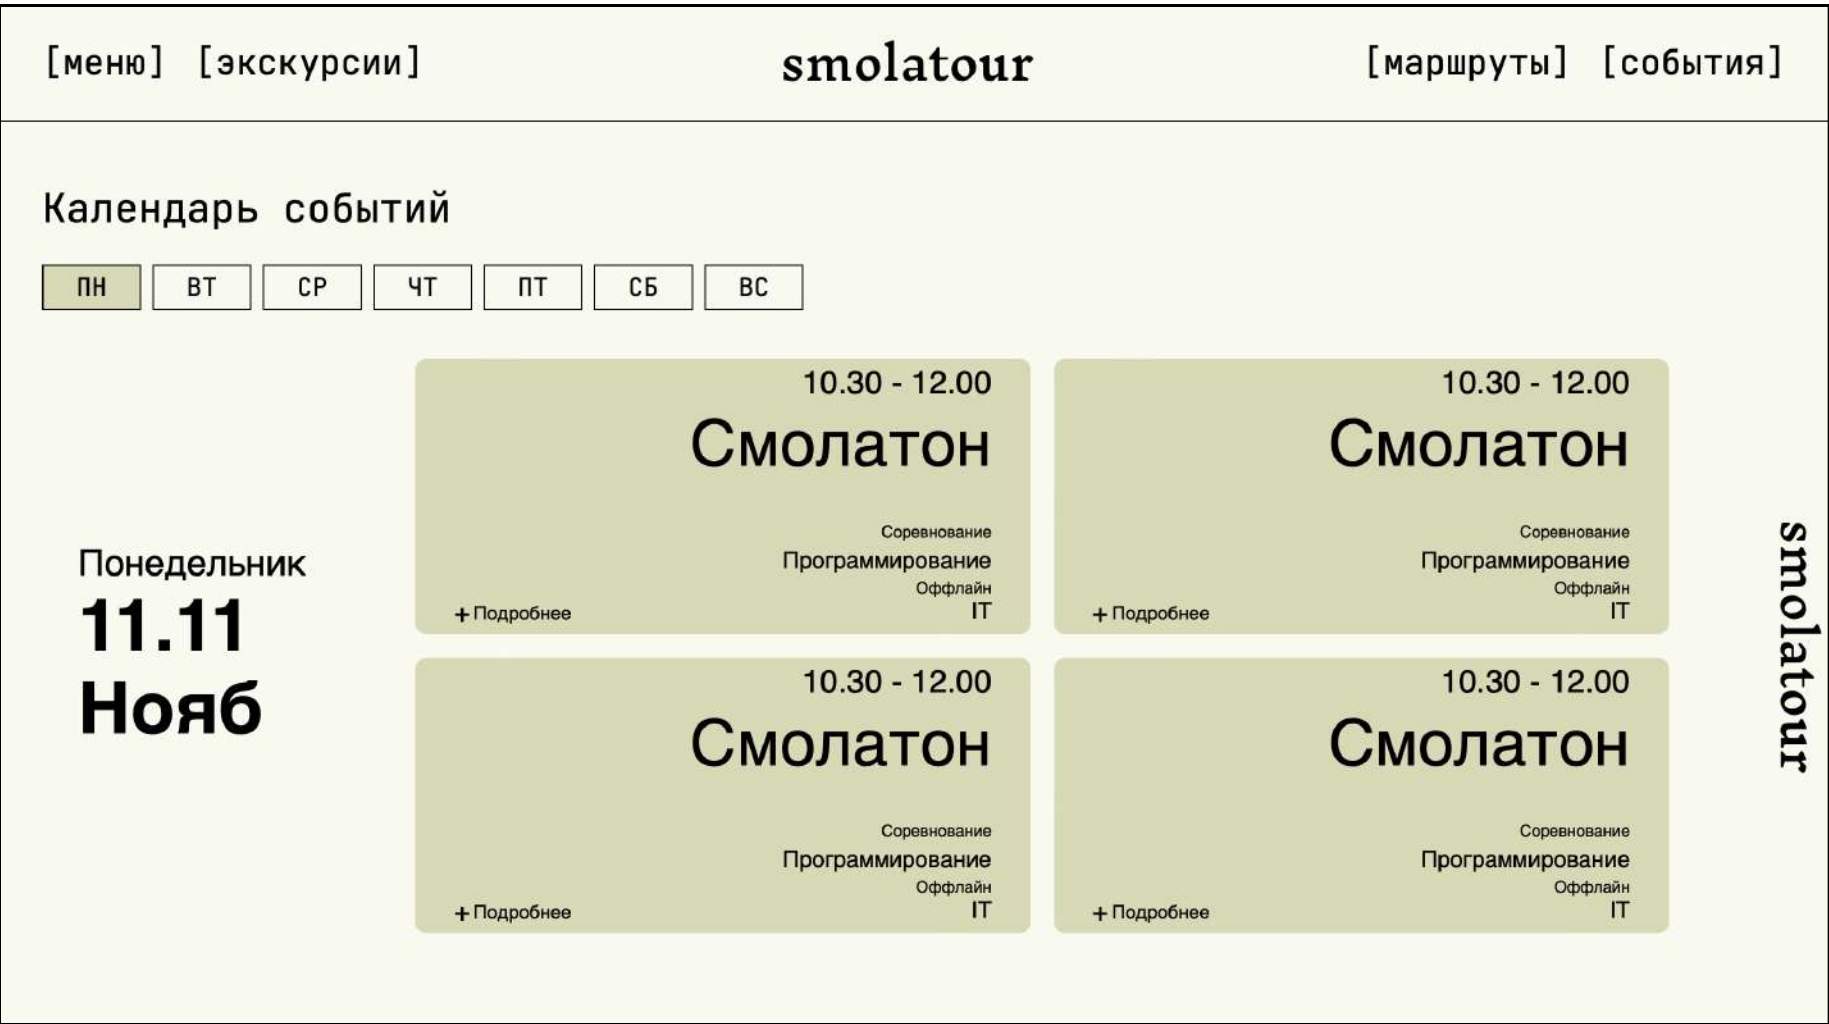 [меню] [экскурсии]
smolatour
[маршруты] [события]
Календарь событий
ПН
ВТ
СР
ЧТ
ПТ
СБ
ВС
Понедельник
11.11
Нояб
10.30 - 12.00
Смолатон
Соревнование
Программирование
Оффлайн
IT
+ Подробнее
10.30 - 12.00
Смолатон
Соревнование
Программирование
Оффлайн
IT
+ Подробнее
10.30 - 12.00
Смолатон
Соревнование
Программирование
Оффлайн
IT
+ Подробнее
10.30 - 12.00
Смолатон
Соревнование
Программирование
Оффлайн
IT
+ Подробнее
smolatour